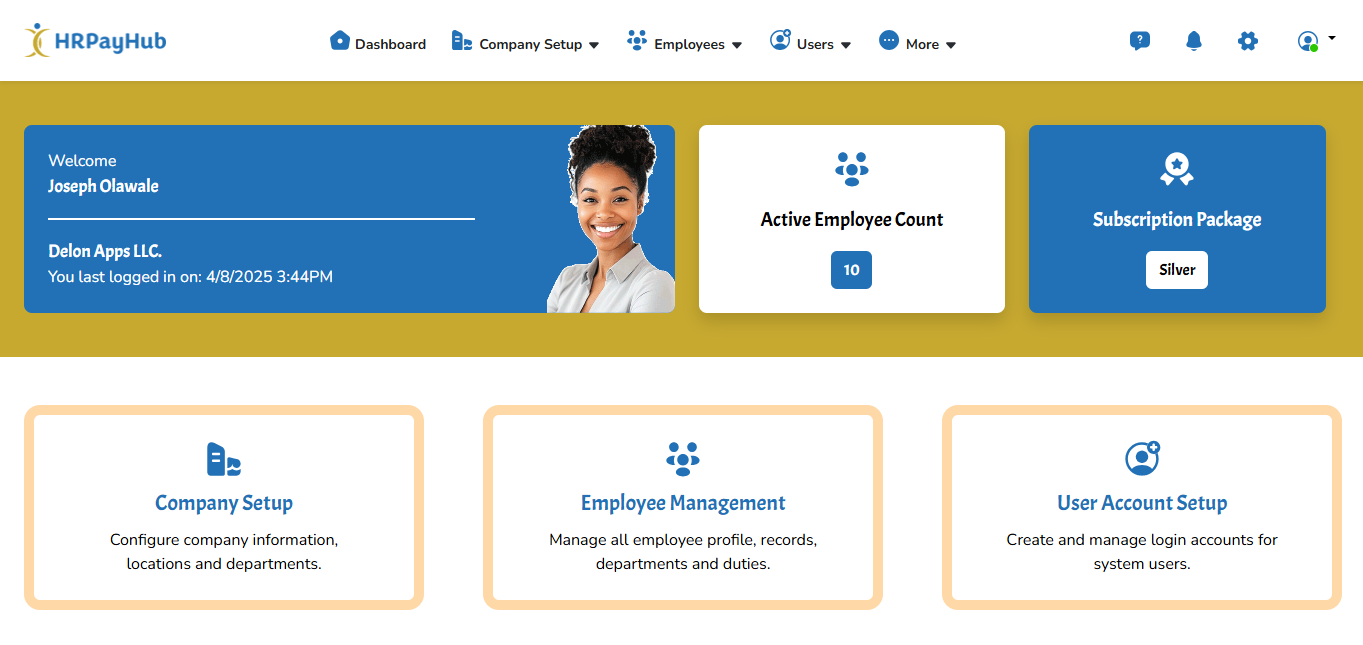 HRPayHub
Dashboard
Company Setup
Employees
Users
More
Welcome
Joseph Olawale
Delon Apps LLC.
You last logged in on: 4/8/2025 3:44PM
Active Employee Count
10
Subscription Package
Silver
Company Setup
Configure company information,
locations and departments.
Employee Management
Manage all employee profile, records,
departments and duties.
User Account Setup
Create and manage login accounts for
system users.